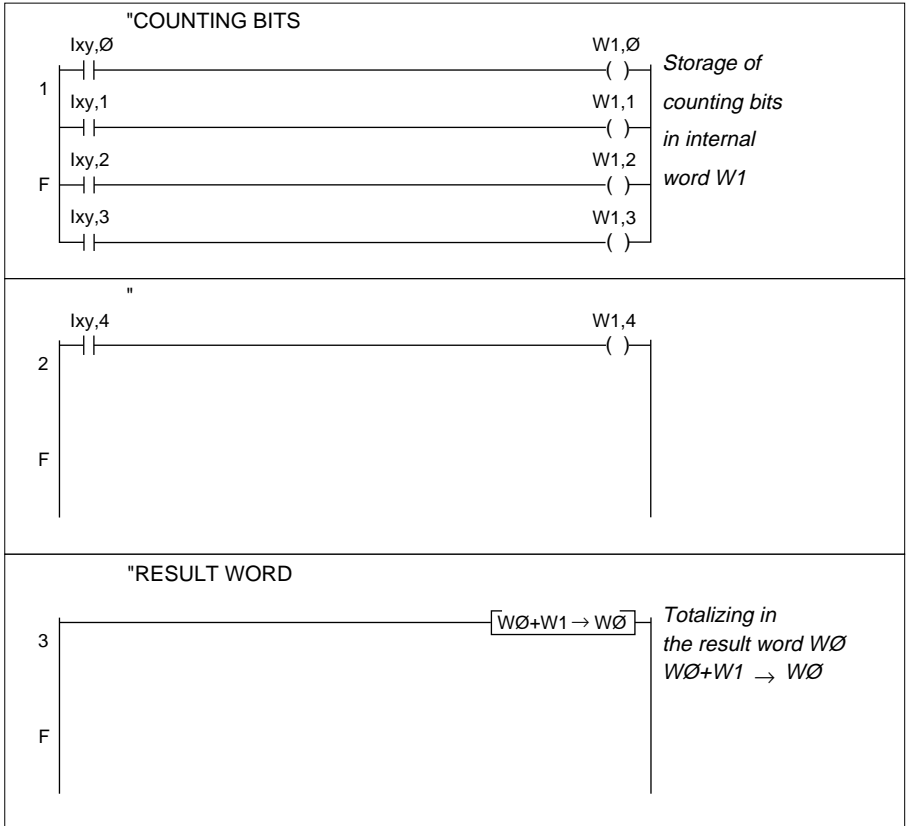 "COUNTING BITS
Ixy,Ø W1,Ø
Storage of
1
Ixy,1 W1,1
counting bits
in internal
Ixy,2 W1,2
word W1
F
Ixy,3 W1,3
"
Ixy,4 W1,4
2
F
"RESULT WORD
WØ+W1 → WØ
Totalizing in
3
the result word WØ
WØ+W1 → WØ
F